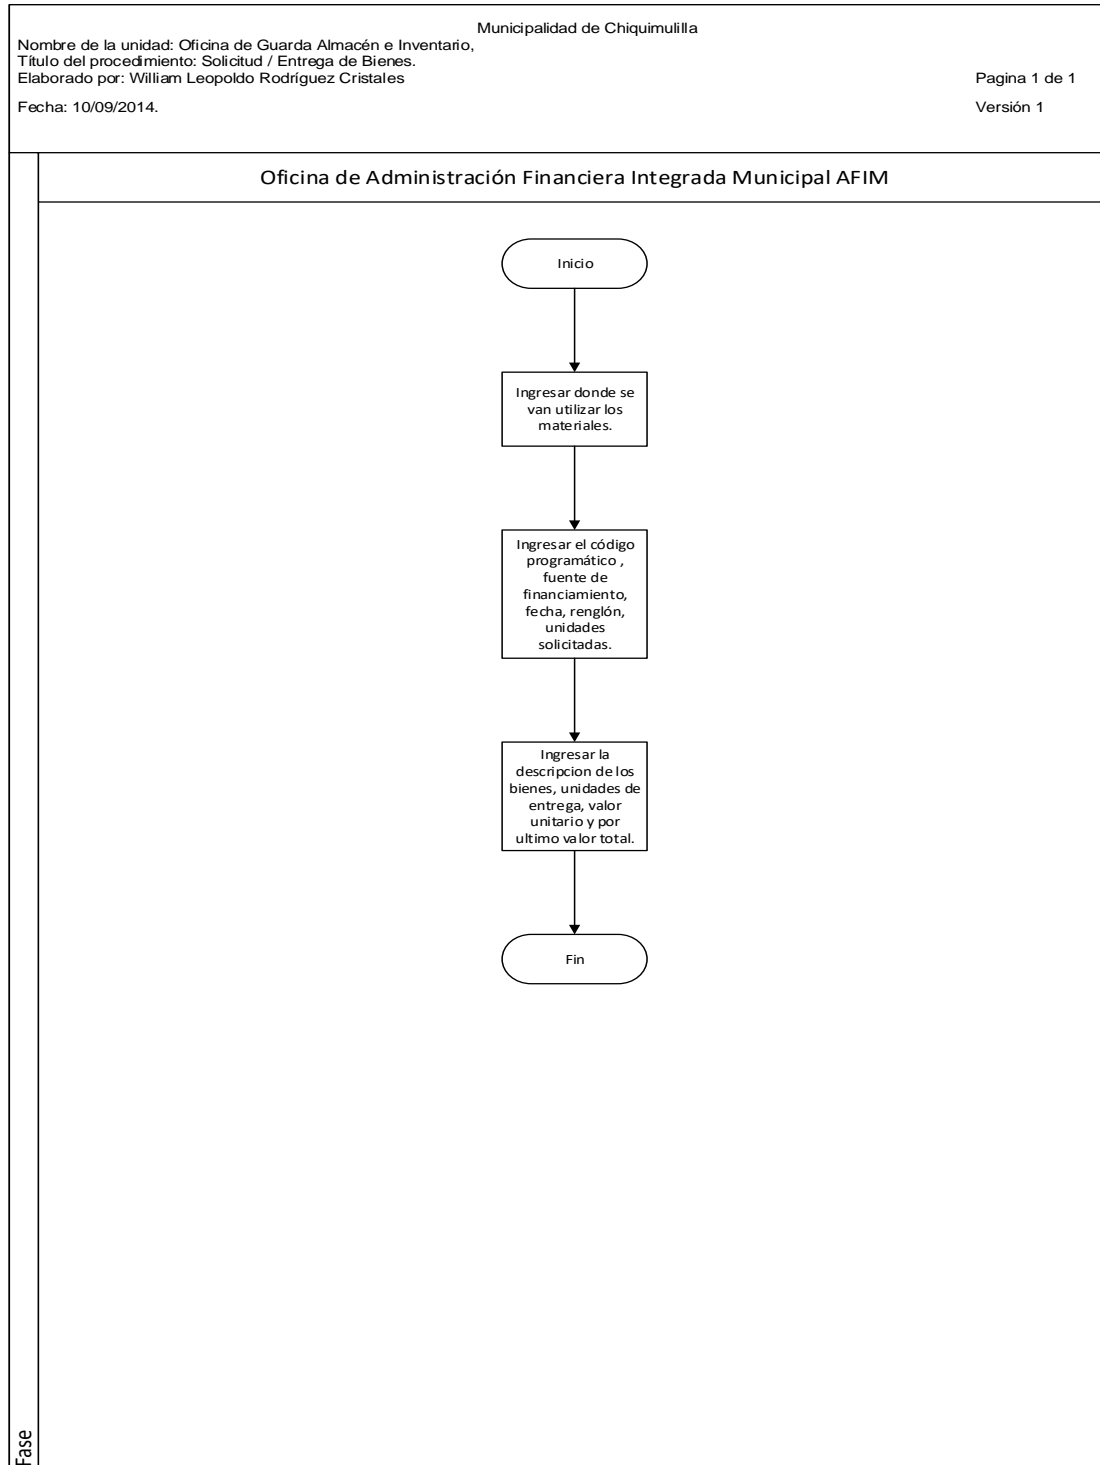 Municipalidad de Chiquimulilla
Nombre de la unidad: Oficina de Guarda Almacén e Inventario,
Título del procedimiento: Solicitud / Entrega de Bienes.
Elaborado por: William Leopoldo Rodríguez Cristales
Pagina 1 de 1
Fecha: 10/09/2014.
Versión 1
Oficina de Administración Financiera Integrada Municipal AFIM
Inicio
Ingresar donde se
van utilizar los
materiales.
Ingresar el código
programático ,
fuente de
financiamiento,
fecha, renglón,
unidades
solicitadas.
Ingresar la
descripcion de los
bienes, unidades de
entrega, valor
unitario y por
ultimo valor total.
Fin
Fase